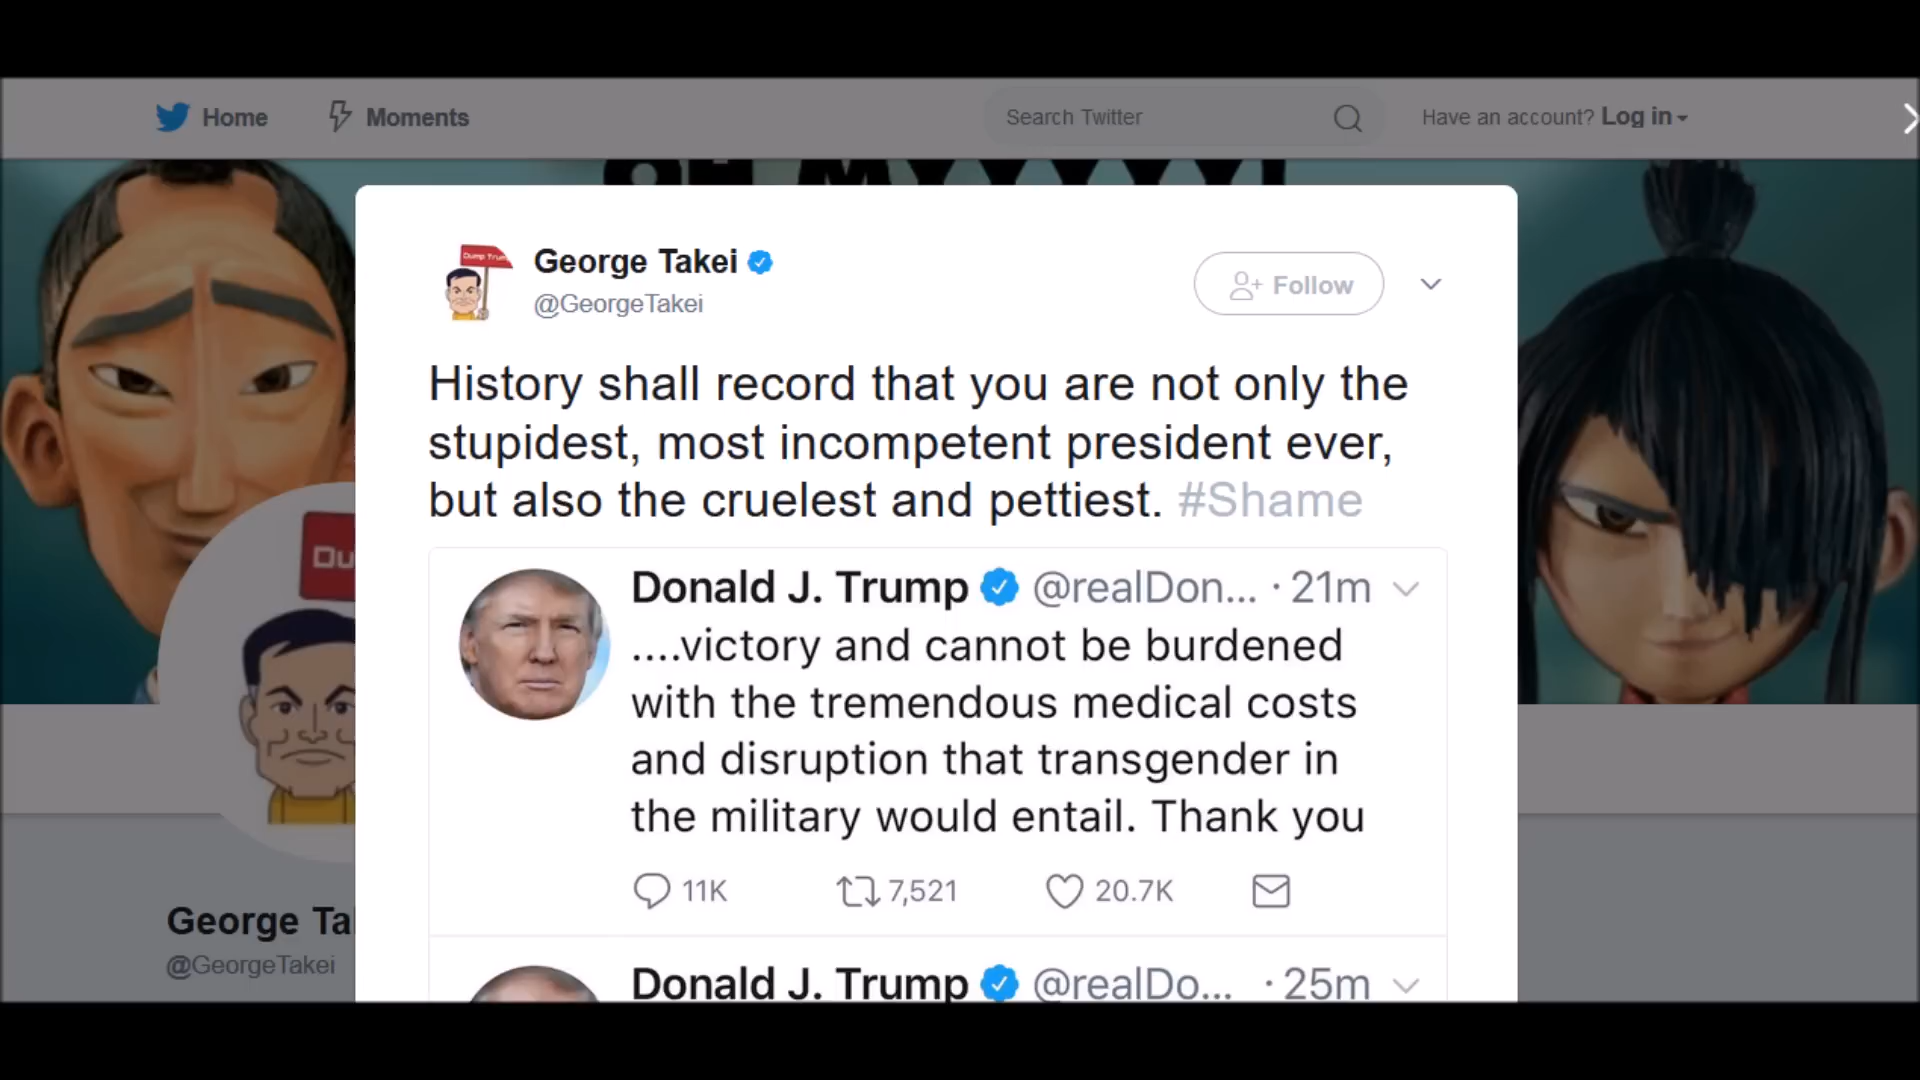 Home
Moments
Search Twitter
Have an account? Log in
OH MYYYY!
George Takei
@GeorgeTakei
Follow
History shall record that you are not only the
stupidest, most incompetent president ever,
but also the cruelest and pettiest. #Shame
Donald J. Trump @realDon... · 21m
....victory and cannot be burdened
with the tremendous medical costs
and disruption that transgender in
the military would entail. Thank you
11K 7,521 20.7K
Donald J. Trump @realDo... · 25m
Du
George Ta
@GeorgeTakei